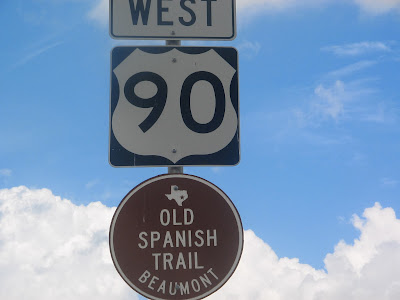 WEST
90
OLD
SPANISH
TRAIL
BEAUMONT